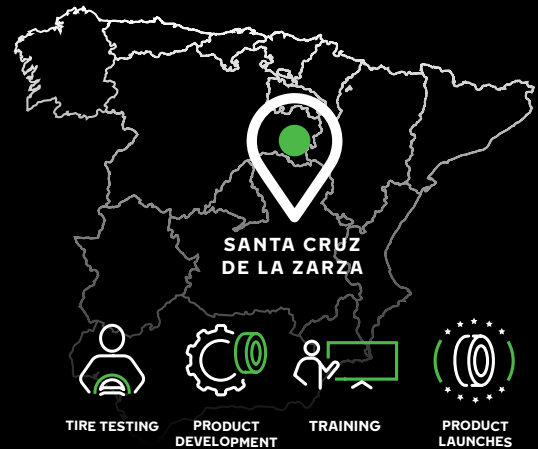 SANTA CRUZ
DE LA ZARZA
TIRE TESTING
PRODUCT
DEVELOPMENT
TRAINING
PRODUCT
LAUNCHES